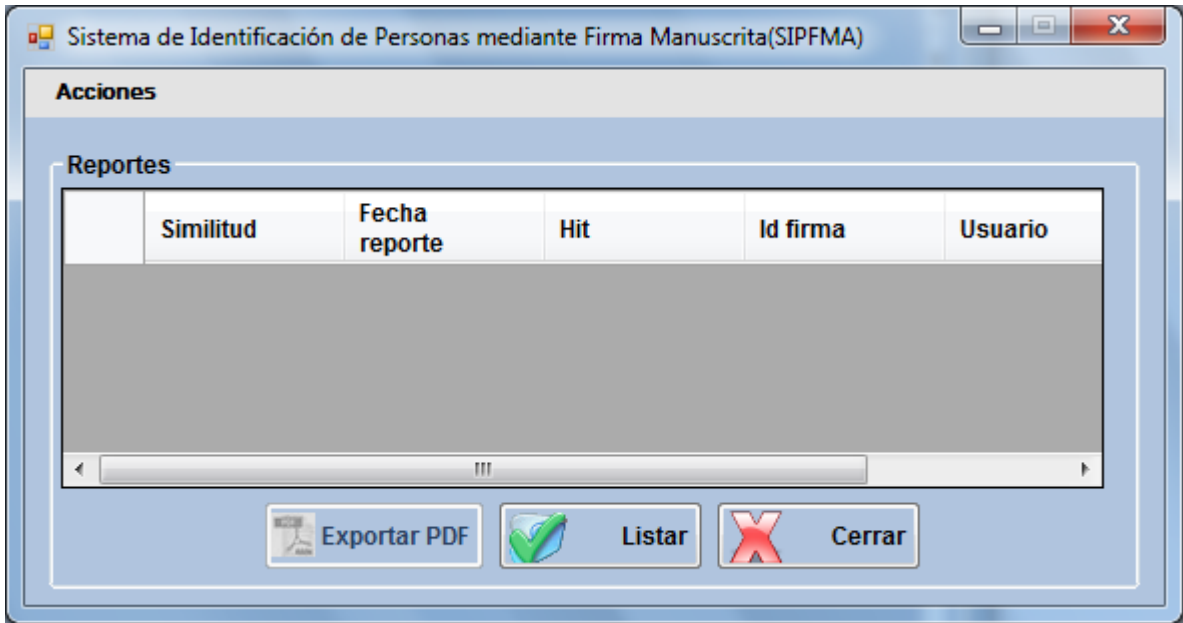 Sistema de Identificación de Personas mediante Firma Manuscrita(SIPFMA)
Acciones
Reportes
Similitud
Fecha
reporte
Hit
Id firma
Usuario
Exportar PDF
Listar
Cerrar